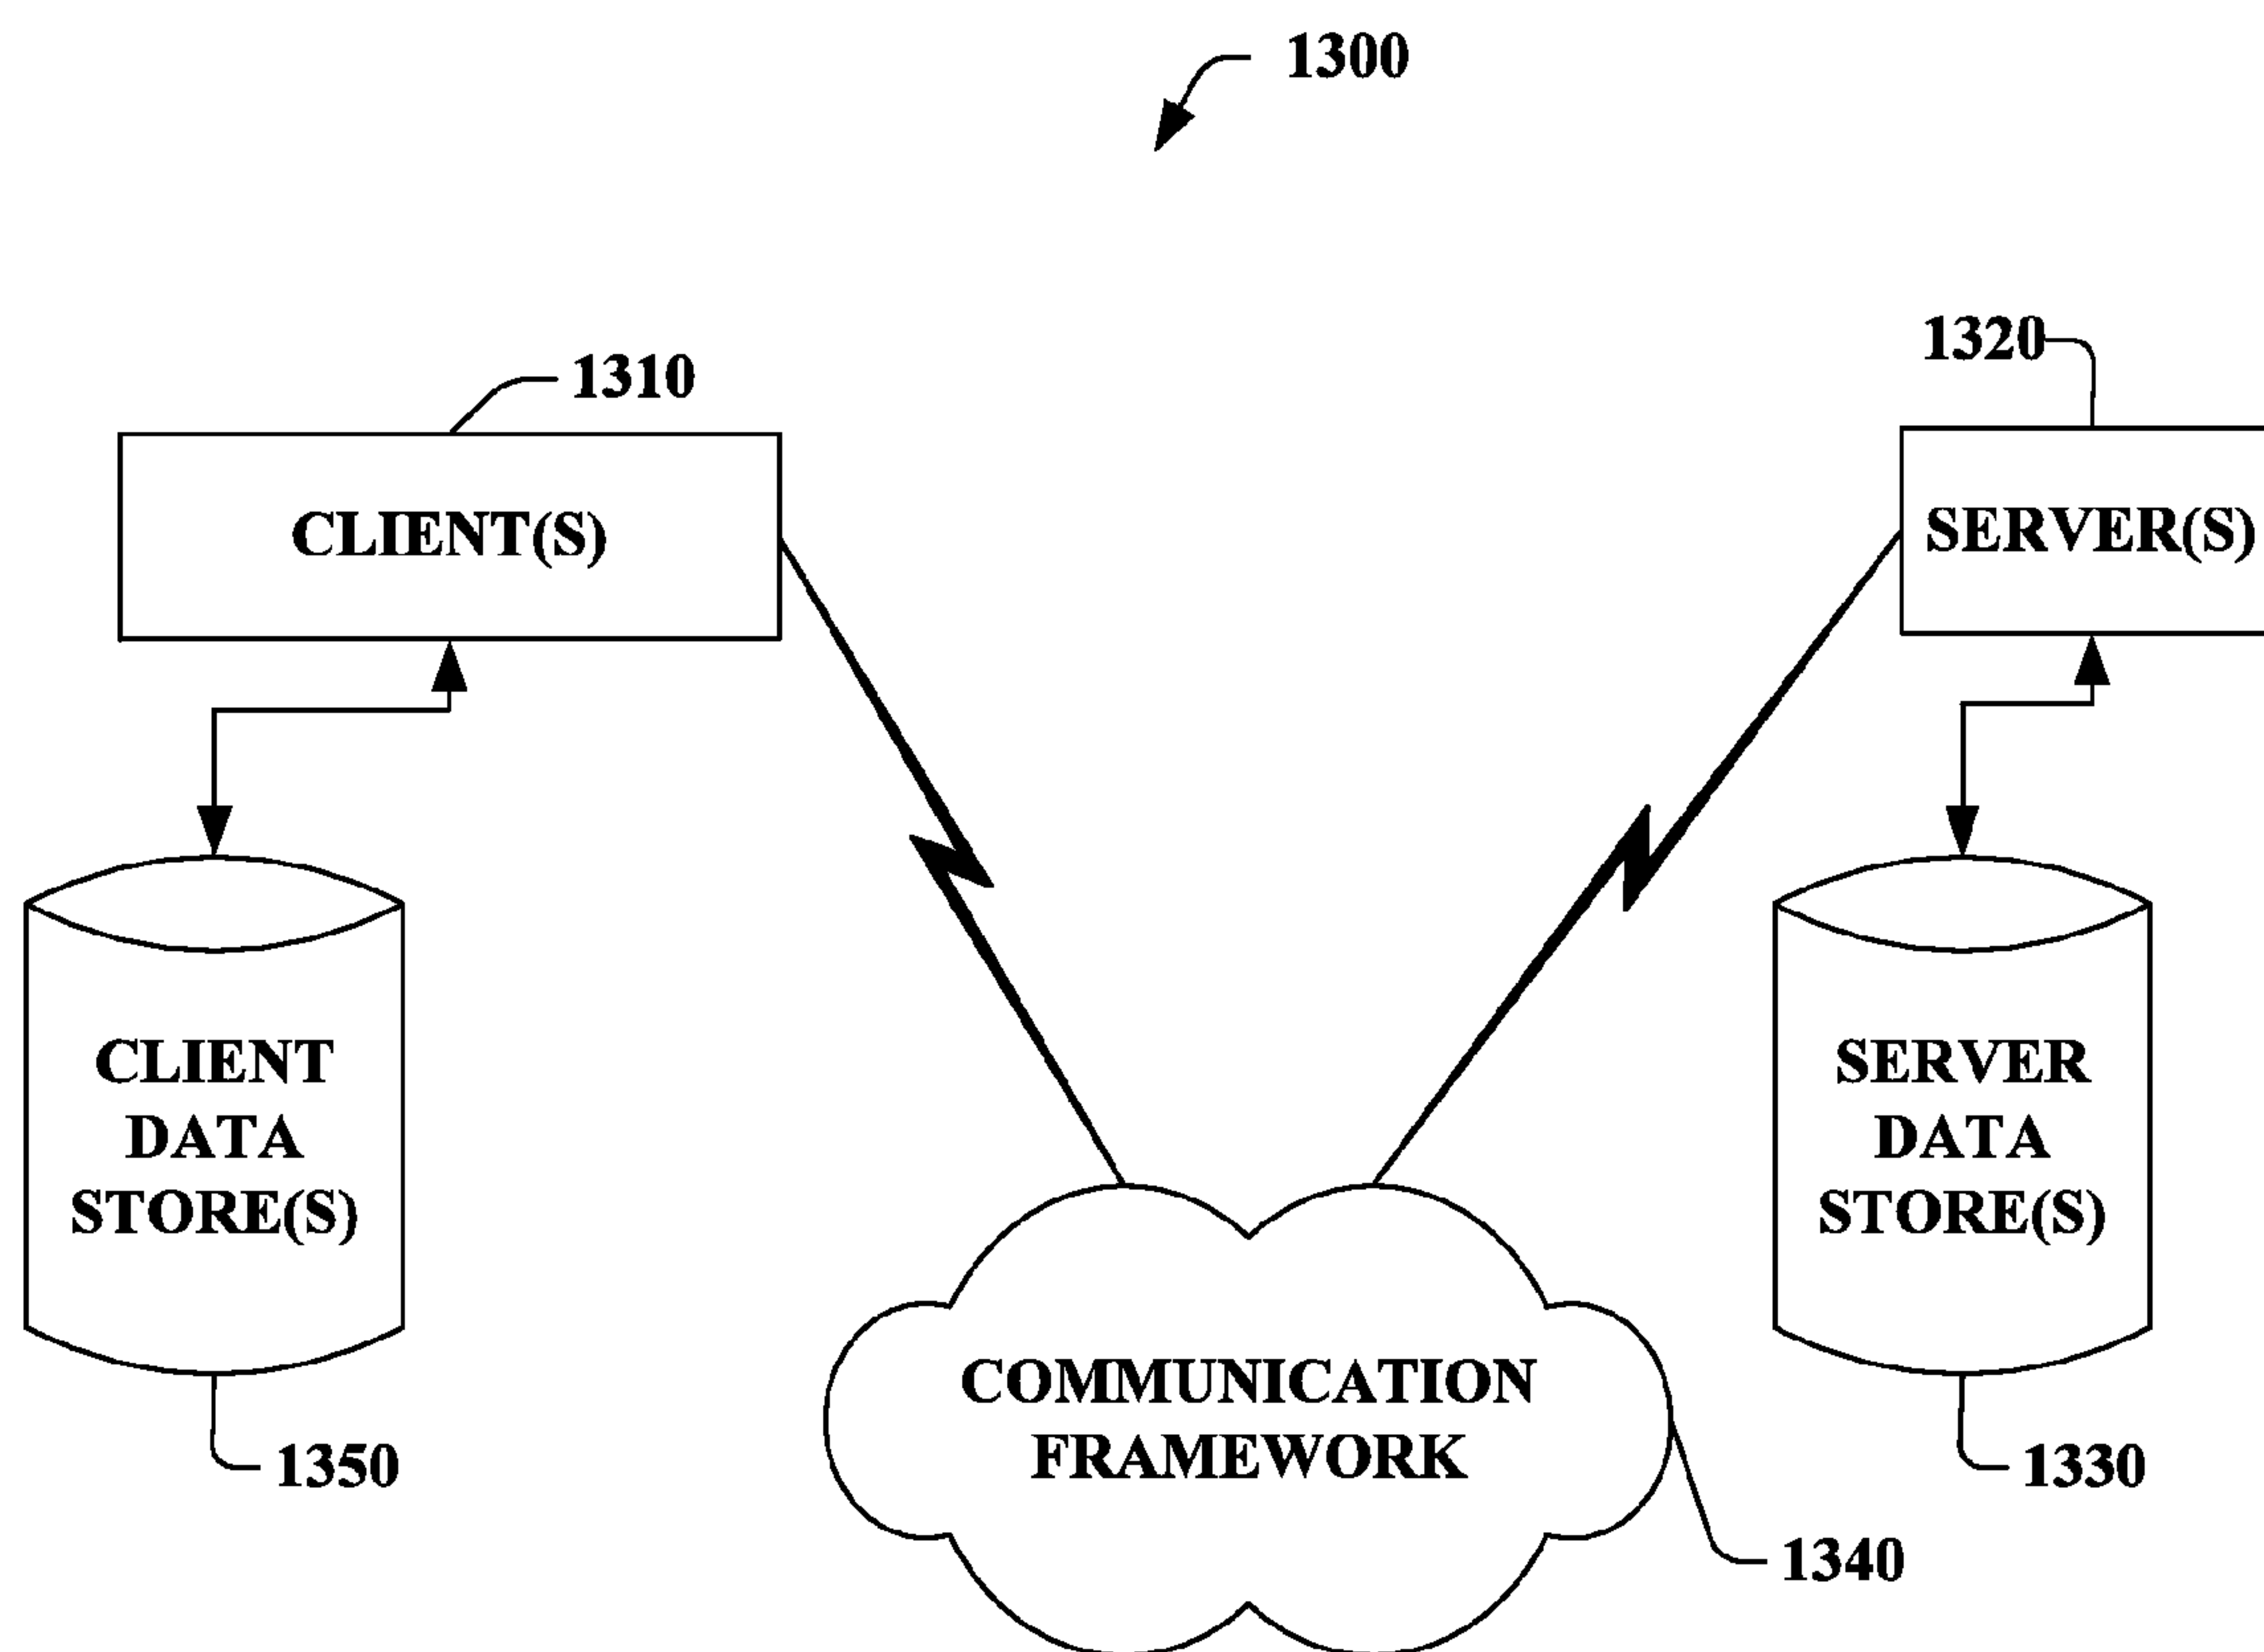 1300
1310
1320
CLIENT(S)
SERVER(S)
CLIENT
DATA
STORE(S)
SERVER
DATA
STORE(S)
COMMUNICATION
FRAMEWORK
1350
1330
1340